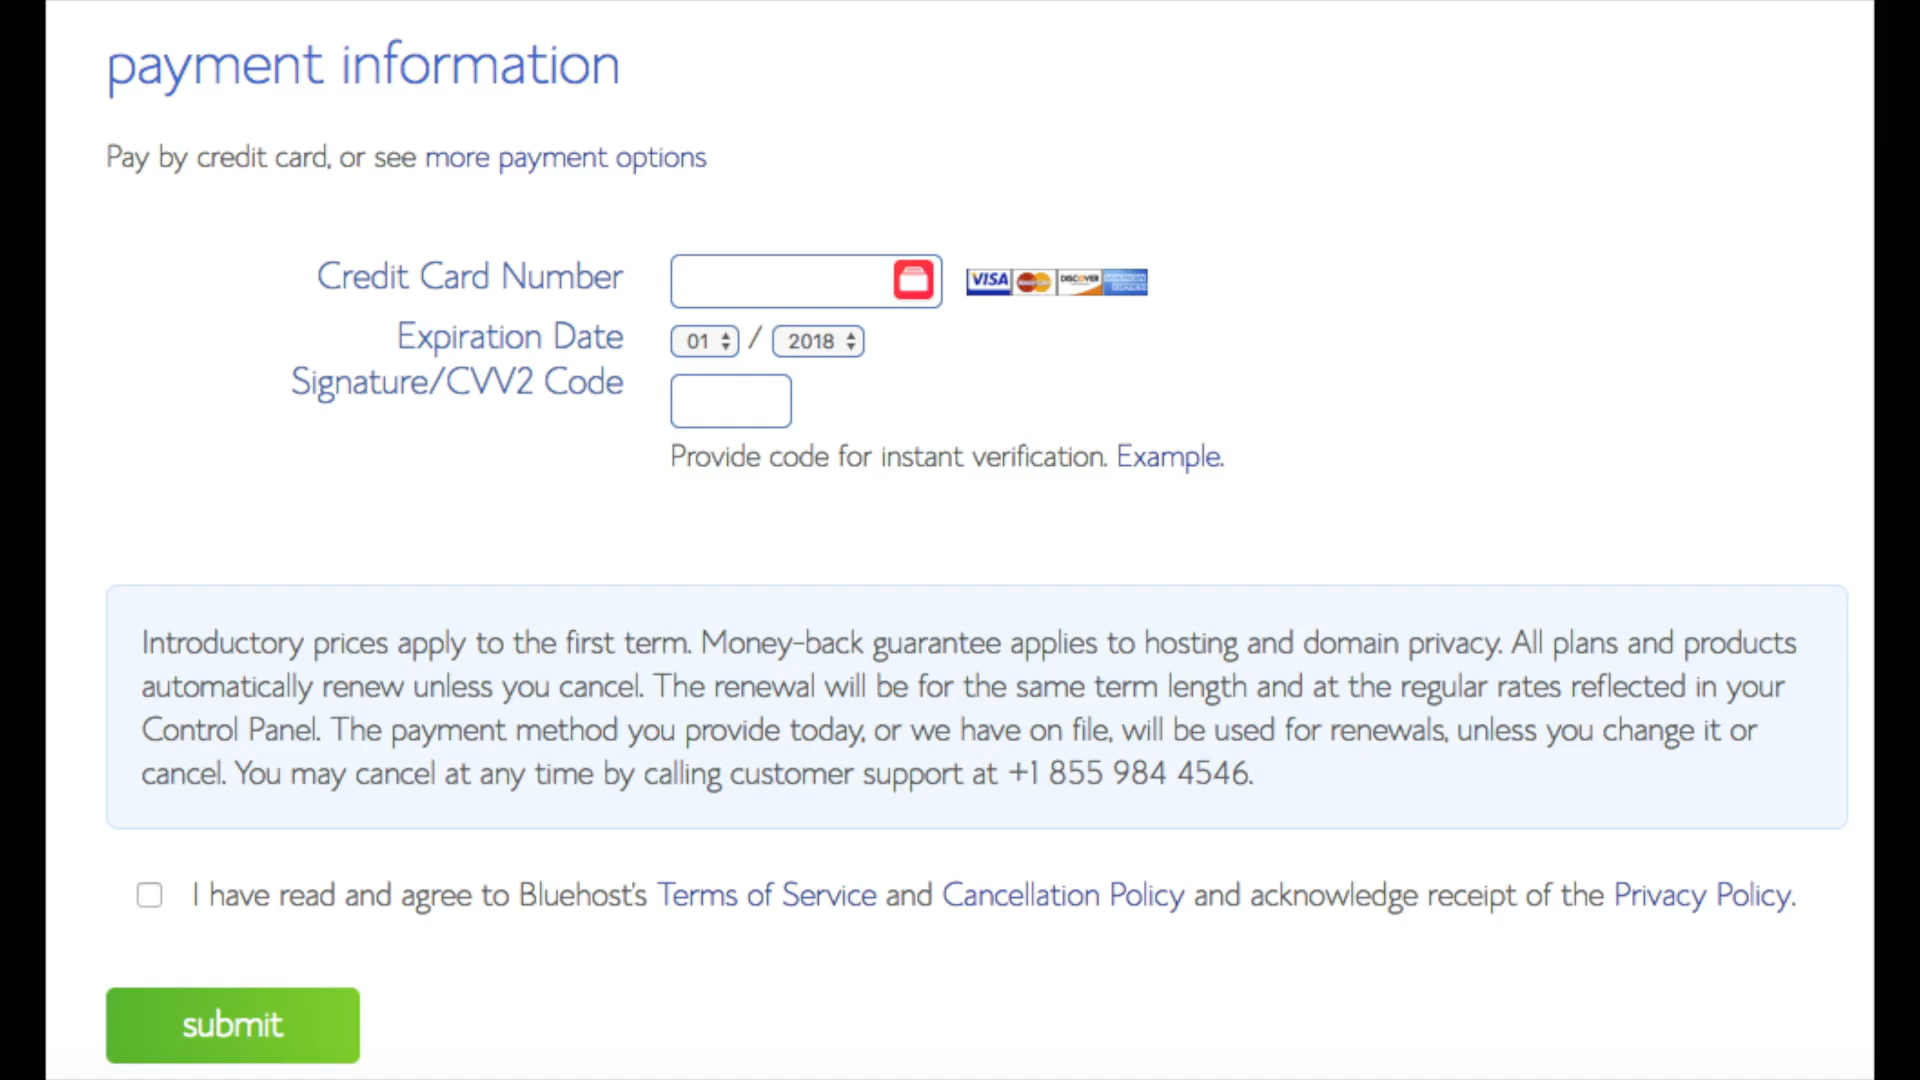 payment information
Pay by credit card, or see more payment options
Credit Card Number
VISA DISCOVER AMERICAN EXPRESS
Expiration Date 01 / 2018
Signature/CVV2 Code
Provide code for instant verification. Example.
Introductory prices apply to the first term. Money-back guarantee applies to hosting and domain privacy. All plans and products
automatically renew unless you cancel. The renewal will be for the same term length and at the regular rates reflected in your
Control Panel. The payment method you provide today, or we have on file, will be used for renewals, unless you change it or
cancel. You may cancel at any time by calling customer support at +1 855 984 4546.
I have read and agree to Bluehost's Terms of Service and Cancellation Policy and acknowledge receipt of the Privacy Policy.
submit